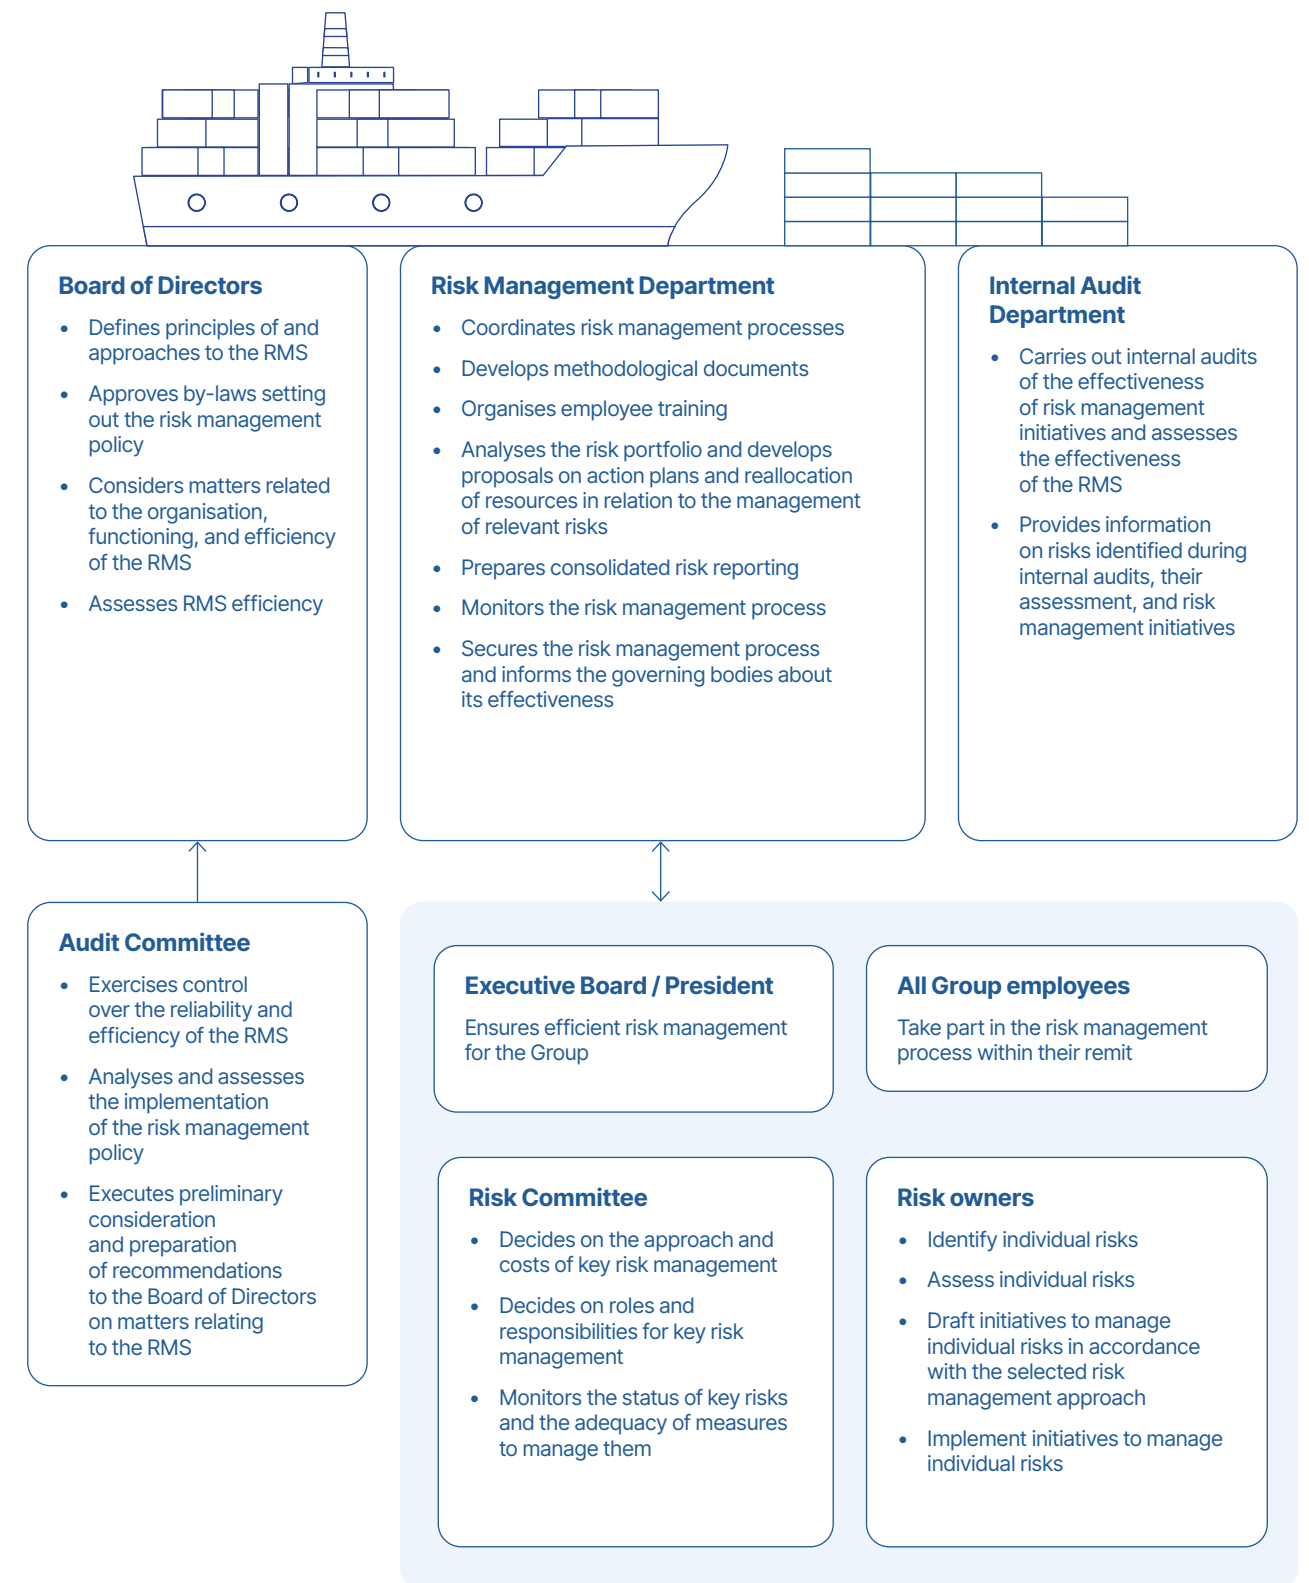 Board of Directors
• Defines principles of and
approaches to the RMS
• Approves by-laws setting
out the risk management
policy
• Considers matters related
to the organisation,
functioning, and efficiency
of the RMS
• Assesses RMS efficiency
Risk Management Department
• Coordinates risk management processes
• Develops methodological documents
• Organises employee training
• Analyses the risk portfolio and develops
proposals on action plans and reallocation
of resources in relation to the management
of relevant risks
• Prepares consolidated risk reporting
• Monitors the risk management process
• Secures the risk management process
and informs the governing bodies about
its effectiveness
Internal Audit
Department
• Carries out internal audits
of the effectiveness
of risk management
initiatives and assesses
the effectiveness
of the RMS
• Provides information
on risks identified during
internal audits, their
assessment, and risk
management initiatives
Audit Committee
• Exercises control
over the reliability and
efficiency of the RMS
• Analyses and assesses
the implementation
of the risk management
policy
• Executes preliminary
consideration
and preparation
of recommendations
to the Board of Directors
on matters relating
to the RMS
Executive Board / President
Ensures efficient risk management
for the Group
All Group employees
Take part in the risk management
process within their remit
Risk Committee
• Decides on the approach and
costs of key risk management
• Decides on roles and
responsibilities for key risk
management
• Monitors the status of key risks
and the adequacy of measures
to manage them
Risk owners
• Identify individual risks
• Assess individual risks
• Draft initiatives to manage
individual risks in accordance
with the selected risk
management approach
• Implement initiatives to manage
individual risks